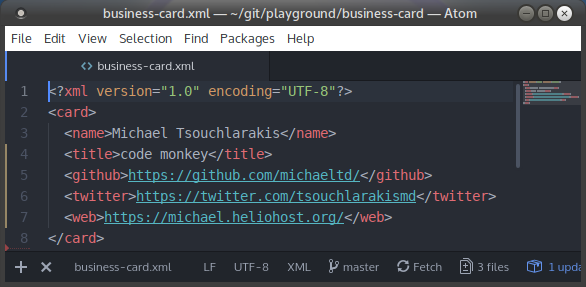 business-card.xml — ~/git/playground/business-card — Atom
File Edit View Selection Find Packages Help
<> business-card.xml
1 <?xml version="1.0" encoding="UTF-8"?>
2 <card>
3 <name>Michael Tsouchlarakis</name>
4 <title>code monkey</title>
5 <github>https://github.com/michaeltd/</github>
6 <twitter>https://twitter.com/tsouchlarakismd</twitter>
7 <web>https://michael.heliohost.org/</web>
8 </card>
business-card.xml LF UTF-8 XML master Fetch 3 files 1 upda